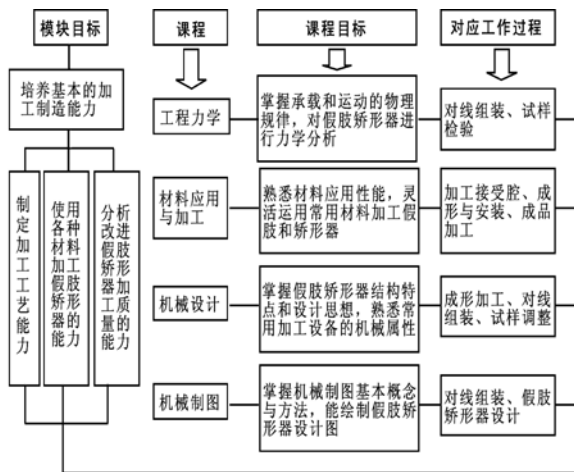 模块目标
课程
课程目标
对应工作过程
培养基本的加
工制造能力
制定加工工艺能力
使用各种材料加工假肢矫形器的能力
分析改进假肢矫形器加工质量的能力
工程力学
掌握承载和运动的物理
规律，对假肢矫形器进
行力学分析
对线组装、试样
检验
材料应用
与加工
熟悉材料应用性能，灵
活运用常用材料加工假
肢和矫形器
加工接受腔、成
形与安装、成品
加工
机械设计
掌握假肢矫形器结构特
点和设计思想，熟悉常
用加工设备的机械属性
成形加工、对线
组装、试样调整
机械制图
掌握机械制图基本概念
与方法，能绘制假肢矫
形器设计图
对线组装、假肢
矫形器设计